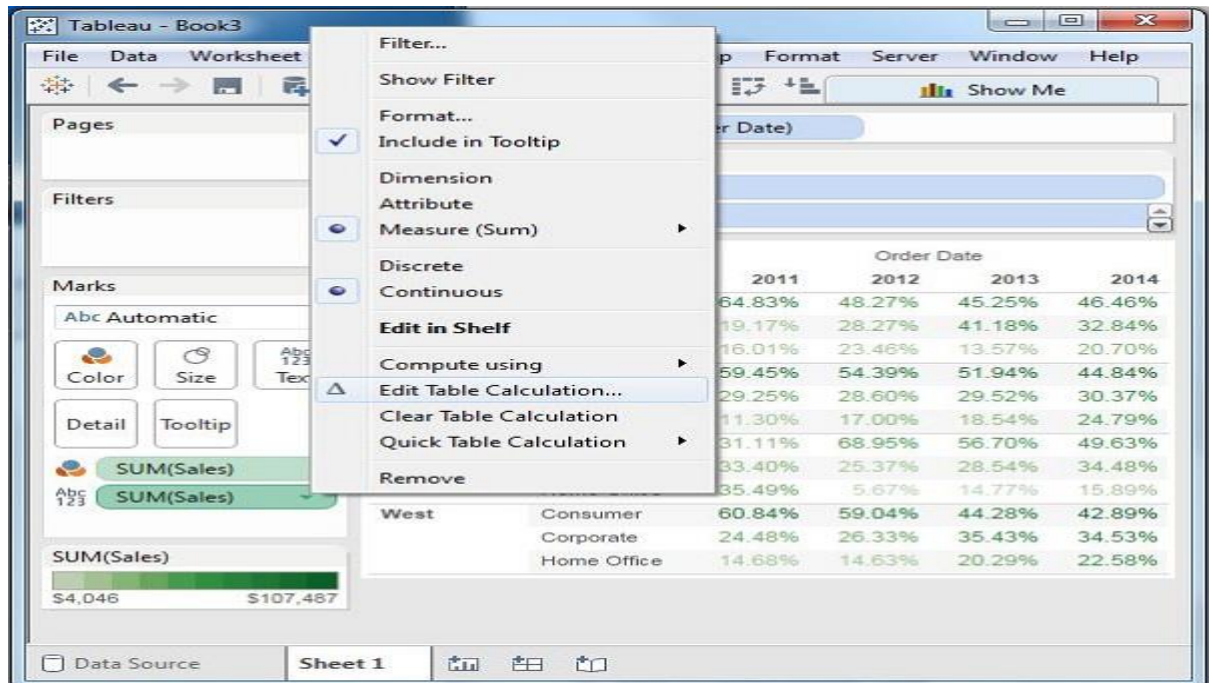 Tableau - Book3
File Data Worksheet p Format Server Window Help
Show Me
Pages
Filters
Marks
Abc Automatic
Color Size Abc 123 Tex
Detail Tooltip
SUM(Sales)
Abc 123 SUM(Sales)
SUM(Sales)
$4,046 $107,487
Filter...
Show Filter
Format...
Include in Tooltip
Dimension
Attribute
Measure (Sum)
Discrete
Continuous
Edit in Shelf
Compute using
Edit Table Calculation...
Clear Table Calculation
Quick Table Calculation
Remove
er Date)
Order Date
2011 2012 2013 2014
64.83% 48.27% 45.25% 46.46%
19.17% 28.27% 41.18% 32.84%
16.01% 23.46% 13.57% 20.70%
59.45% 54.39% 51.94% 44.84%
29.25% 28.60% 29.52% 30.37%
11.30% 17.00% 18.54% 24.79%
31.11% 68.95% 56.70% 49.63%
33.40% 25.37% 28.54% 34.48%
35.49% 5.67% 14.77% 15.89%
West Consumer 60.84% 59.04% 44.28% 42.89%
Corporate 24.48% 26.33% 35.43% 34.53%
Home Office 14.68% 14.63% 20.29% 22.58%
Data Source Sheet 1